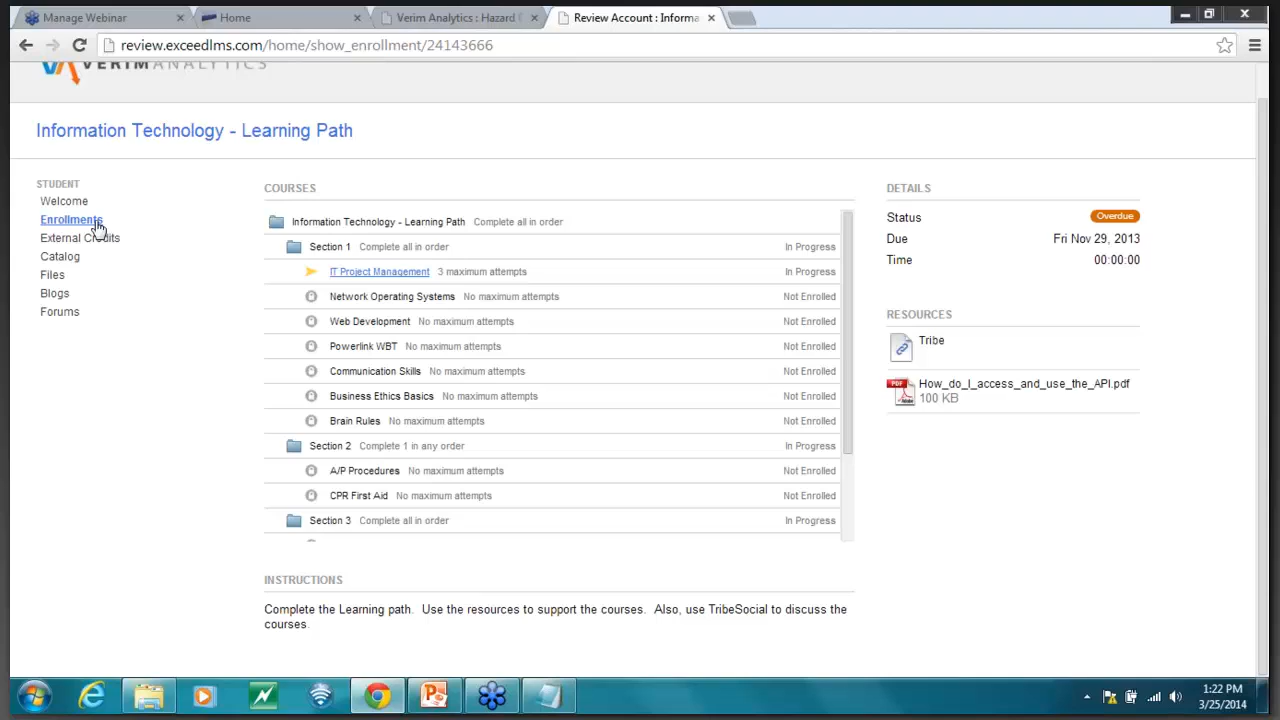 Manage Webinar
Home
Verim Analytics : Hazard
Review Account : Informa
review.exceedlms.com/home/show_enrollment/24143666
VERIMANALYTICS
Information Technology - Learning Path
STUDENT
Welcome
Enrollments
External Credits
Catalog
Files
Blogs
Forums
COURSES
Information Technology - Learning Path Complete all in order
Section 1 Complete all in order In Progress
IT Project Management 3 maximum attempts In Progress
Network Operating Systems No maximum attempts Not Enrolled
Web Development No maximum attempts Not Enrolled
Powerlink WBT No maximum attempts Not Enrolled
Communication Skills No maximum attempts Not Enrolled
Business Ethics Basics No maximum attempts Not Enrolled
Brain Rules No maximum attempts Not Enrolled
Section 2 Complete 1 in any order In Progress
A/P Procedures No maximum attempts Not Enrolled
CPR First Aid No maximum attempts Not Enrolled
Section 3 Complete all in order In Progress
INSTRUCTIONS
Complete the Learning path. Use the resources to support the courses. Also, use TribeSocial to discuss the
courses.
DETAILS
Status Overdue
Due Fri Nov 29, 2013
Time 00:00:00
RESOURCES
Tribe
PDF
How_do_I_access_and_use_the_API.pdf
100 KB
1:22 PM
3/25/2014